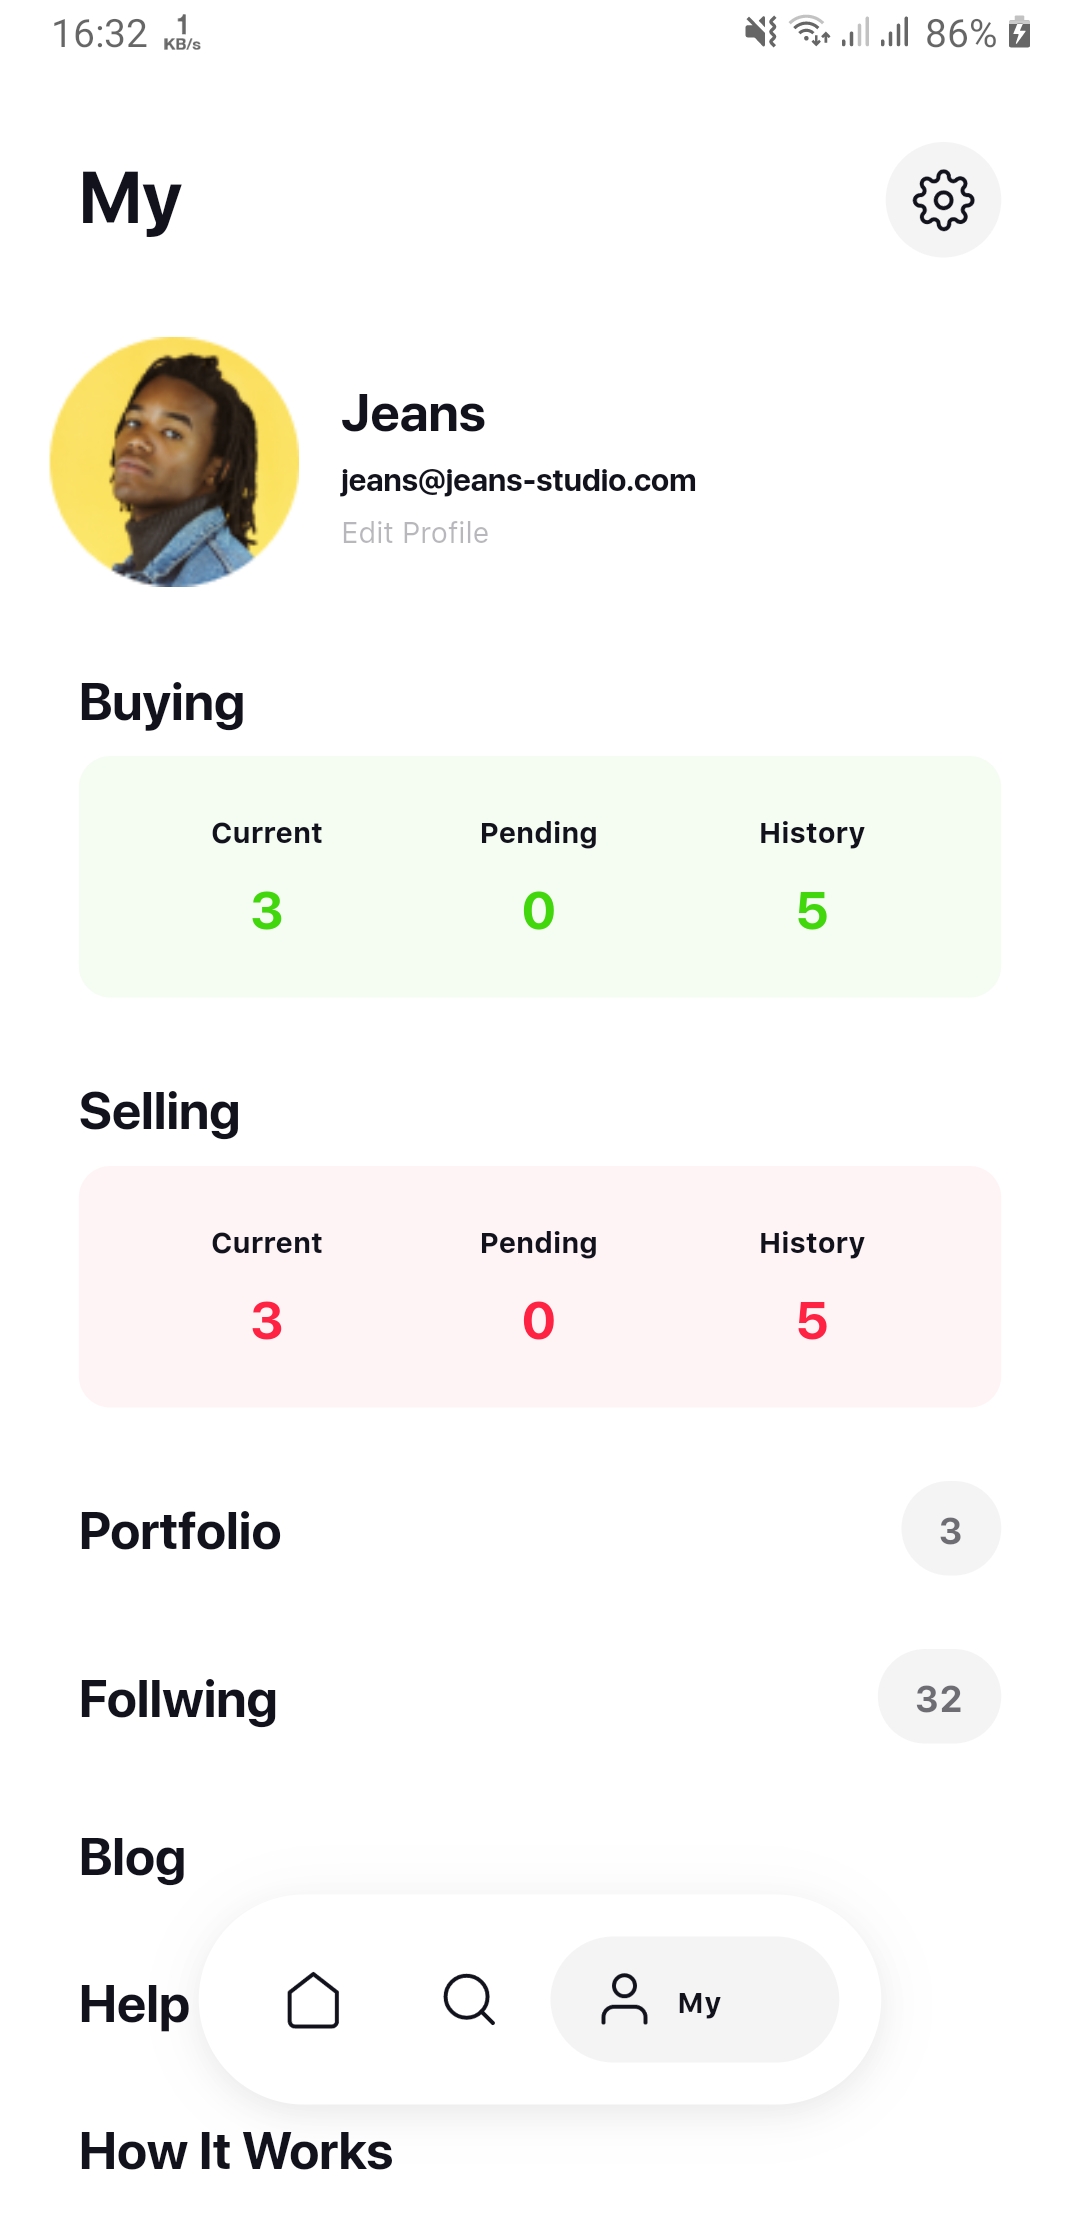 16:32 1 KB/s 86%
My
Jeans
jeans@jeans-studio.com
Edit Profile
Buying
Current Pending History
3 0 5
Selling
Current Pending History
3 0 5
Portfolio 3
Follwing 32
Blog
Help
My
How It Works